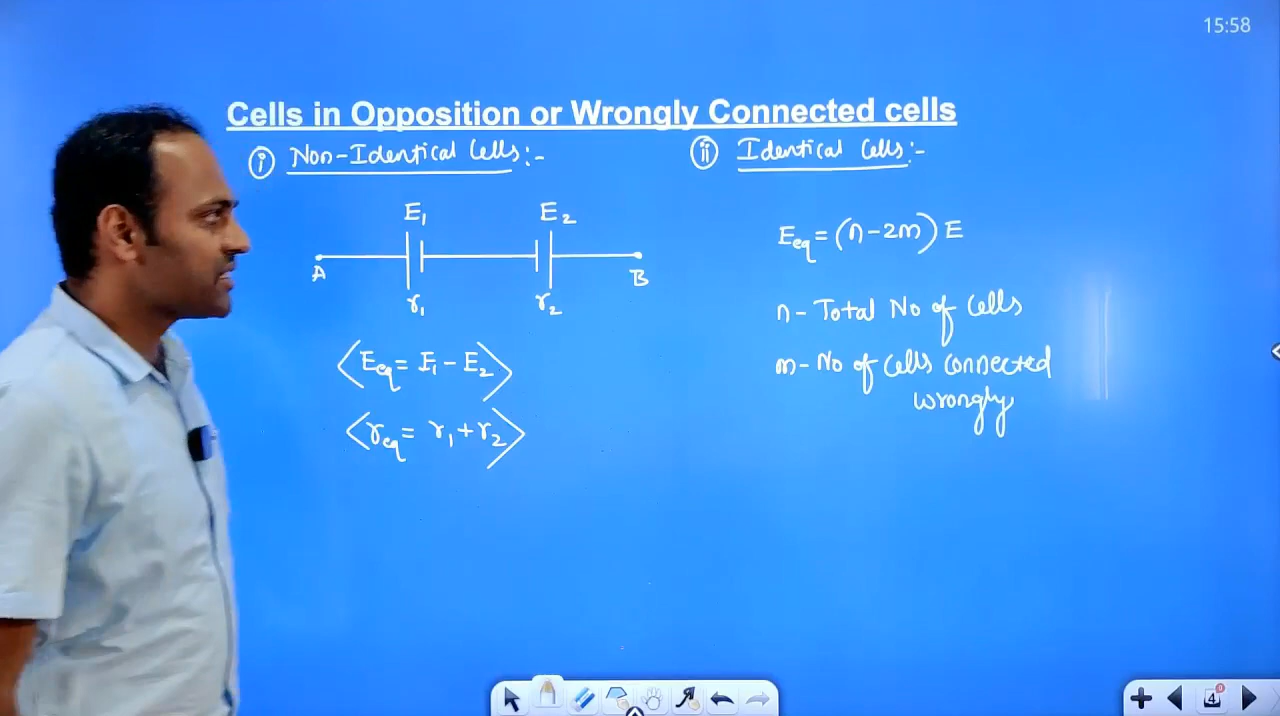 15:58
Cells in Opposition or Wrongly Connected cells
(i) Non-Identical Cells:-
E₁ E₂
A B
r₁ r₂
⟨Eeq = E₁ - E₂⟩
⟨req = r₁ + r₂⟩
(ii) Identical Cells:-
Eeq = (n-2m) E
n - Total No of Cells
m - No of Cells Connected
wrongly
4